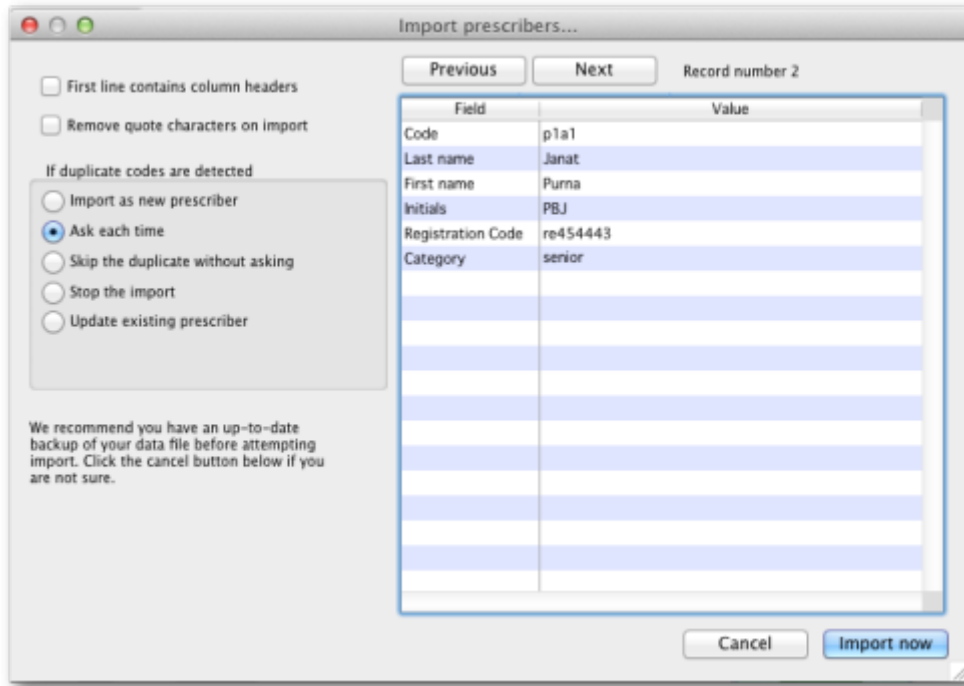 Import prescribers...
First line contains column headers
Remove quote characters on import
If duplicate codes are detected
Import as new prescriber
Ask each time
Skip the duplicate without asking
Stop the import
Update existing prescriber
We recommend you have an up-to-date
backup of your data file before attempting
import. Click the cancel button below if you
are not sure.
Previous Next Record number 2
Field Value
Code p1a1
Last name Janat
First name Purna
Initials PBJ
Registration Code re454443
Category senior
Cancel Import now